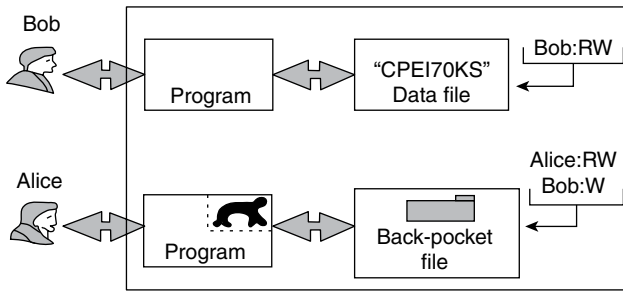 Bob
Program
“CPEI70KS”
Data file
Bob:RW
Alice
Program
Back-pocket
file
Alice:RW
Bob:W